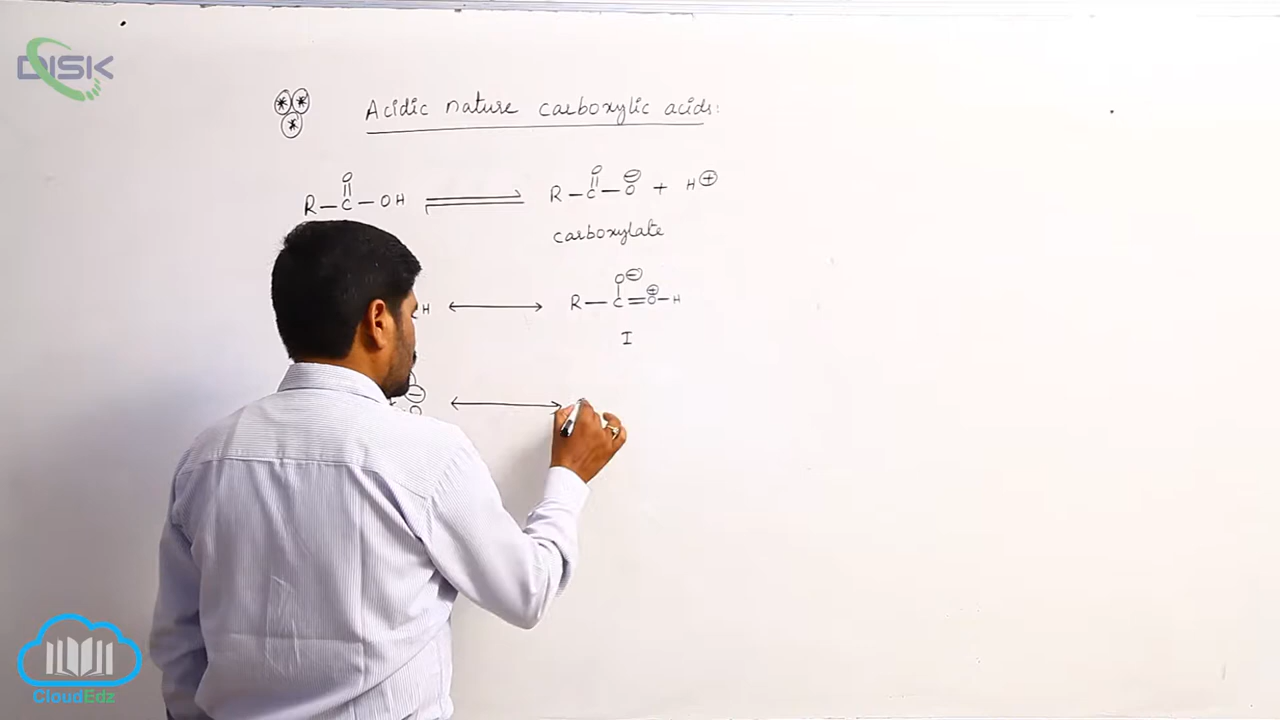 DISK
Acidic nature carboxylic acids:
O O ⊖
R — C — OH ⇌ R — C — O + H ⊕
carboxylate
O ⊖
H ⟷ R — C = O — H
⊕
I
⊖
O ⟷
CloudEdz